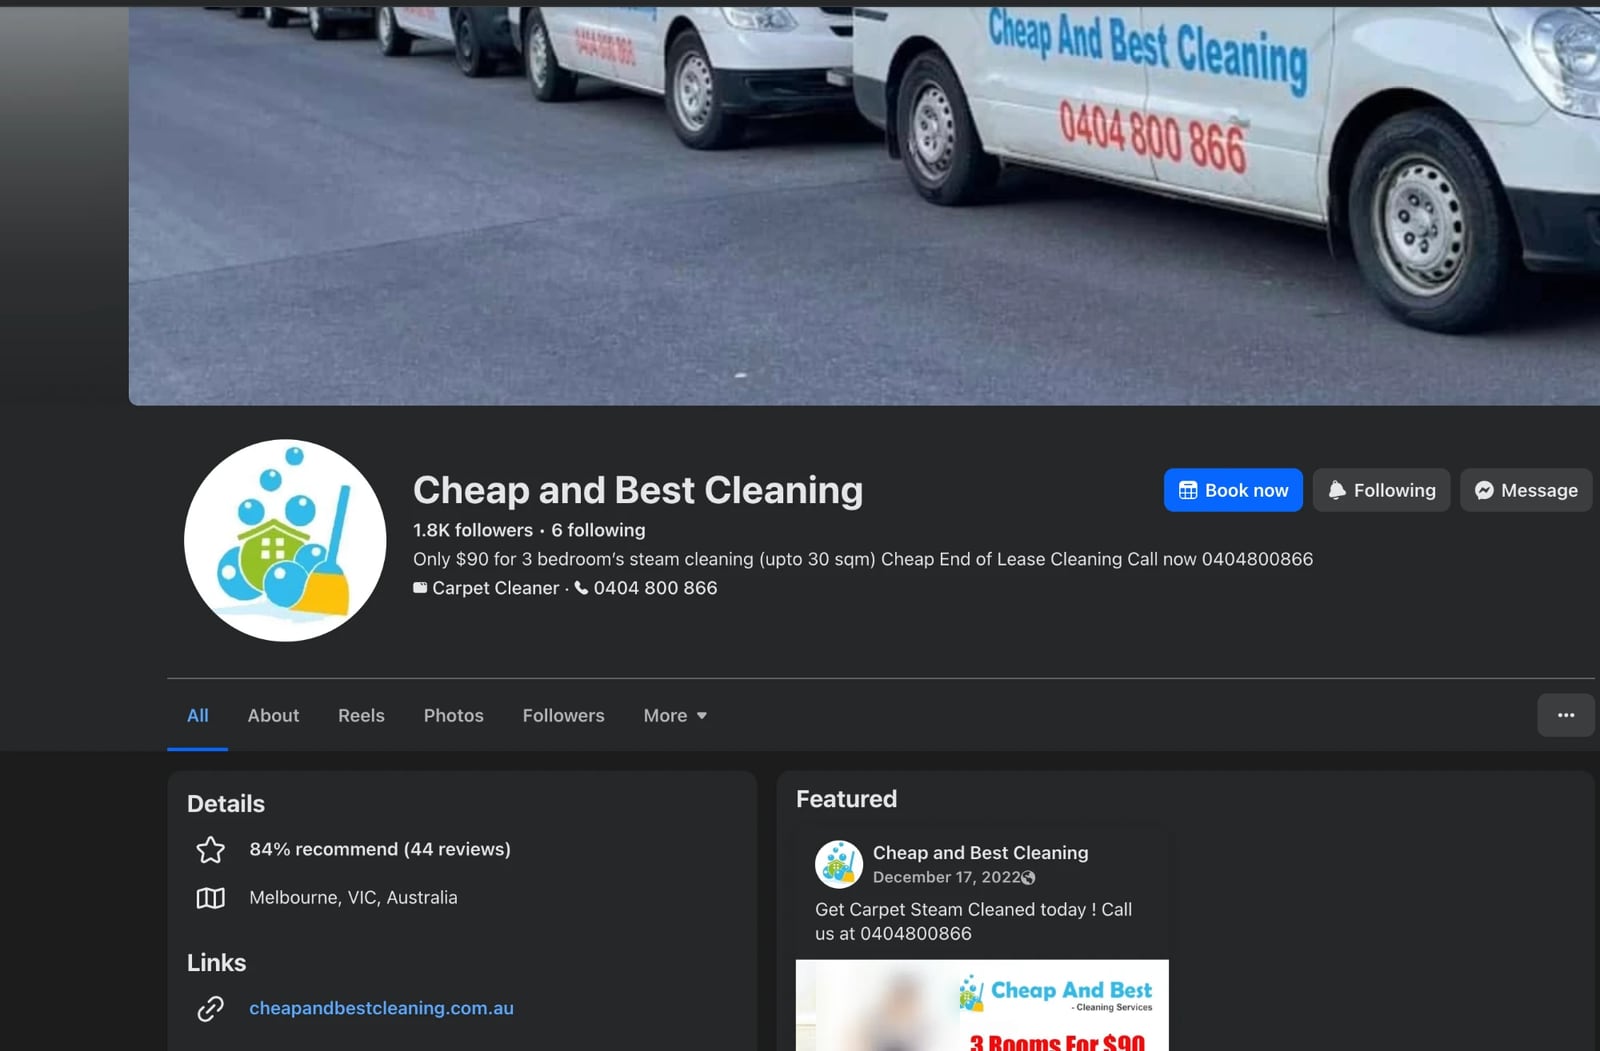 Cheap And Best Cleaning
0404 800 866
0404 800 866
Cheap and Best Cleaning
1.8K followers · 6 following
Only $90 for 3 bedroom's steam cleaning (upto 30 sqm) Cheap End of Lease Cleaning Call now 0404800866
Carpet Cleaner · 0404 800 866
Book now
Following
Message
All
About
Reels
Photos
Followers
More
Details
84% recommend (44 reviews)
Melbourne, VIC, Australia
Links
cheapandbestcleaning.com.au
Featured
Cheap and Best Cleaning
December 17, 2022
Get Carpet Steam Cleaned today ! Call
us at 0404800866
Cheap And Best
- Cleaning Services
3 Rooms For $90